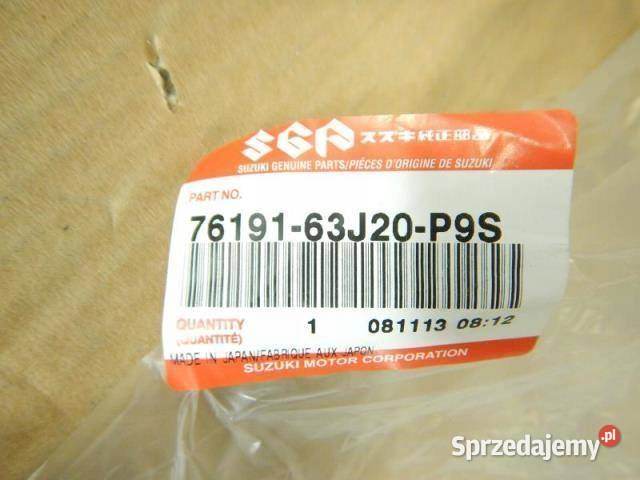 SGP スズキ純正部品
SUZUKI GENUINE PARTS/PIÈCES D'ORIGINE DE SUZUKI
PART NO.
76191-63J20-P9S
QUANTITY 1 081113 08:12
(QUANTITÉ)
MADE IN JAPAN/FABRIQUE AUX JAPON
SUZUKI MOTOR CORPORATION
Sprzedajemy.pl